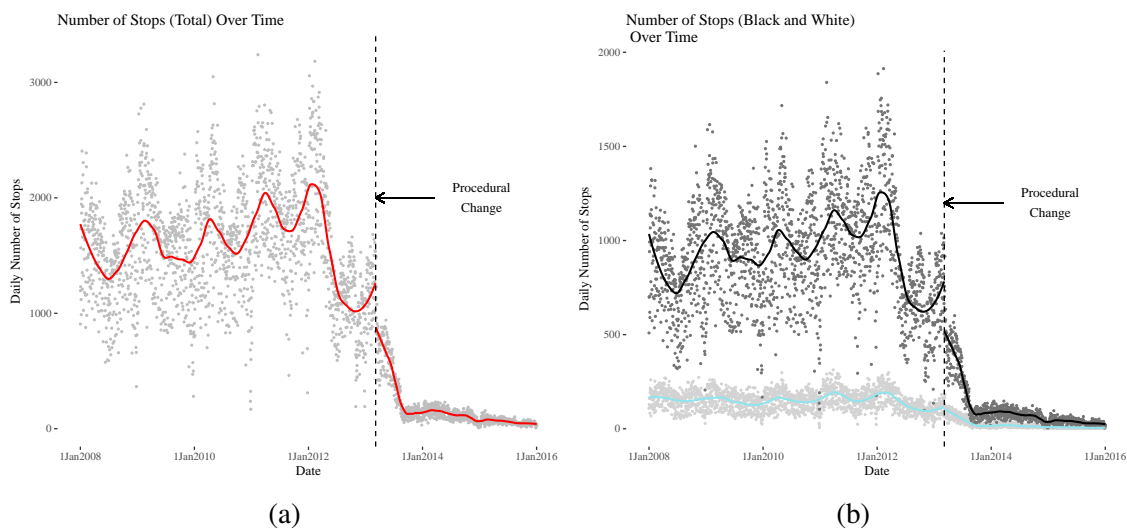 Number of Stops (Total) Over Time
3000
2000
1000
0
Daily Number of Stops
Procedural
Change
1Jan2008
1Jan2010
1Jan2012
1Jan2014
1Jan2016
Date
(a)
Number of Stops (Black and White)
Over Time
2000
1500
1000
500
0
Daily Number of Stops
Procedural
Change
1Jan2008
1Jan2010
1Jan2012
1Jan2014
1Jan2016
Date
(b)